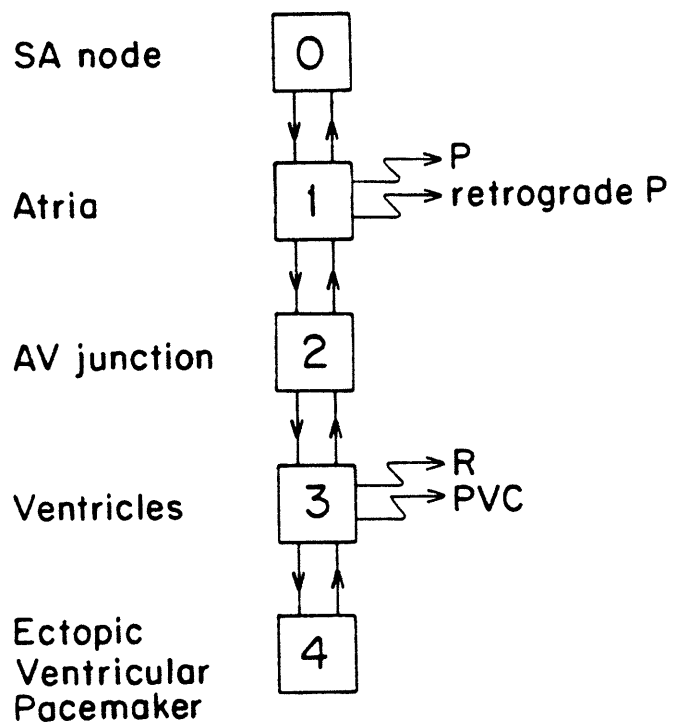 SA node
0
P
Atria
1
retrograde P
AV junction
2
R
Ventricles
3
PVC
Ectopic
Ventricular
Pacemaker
4